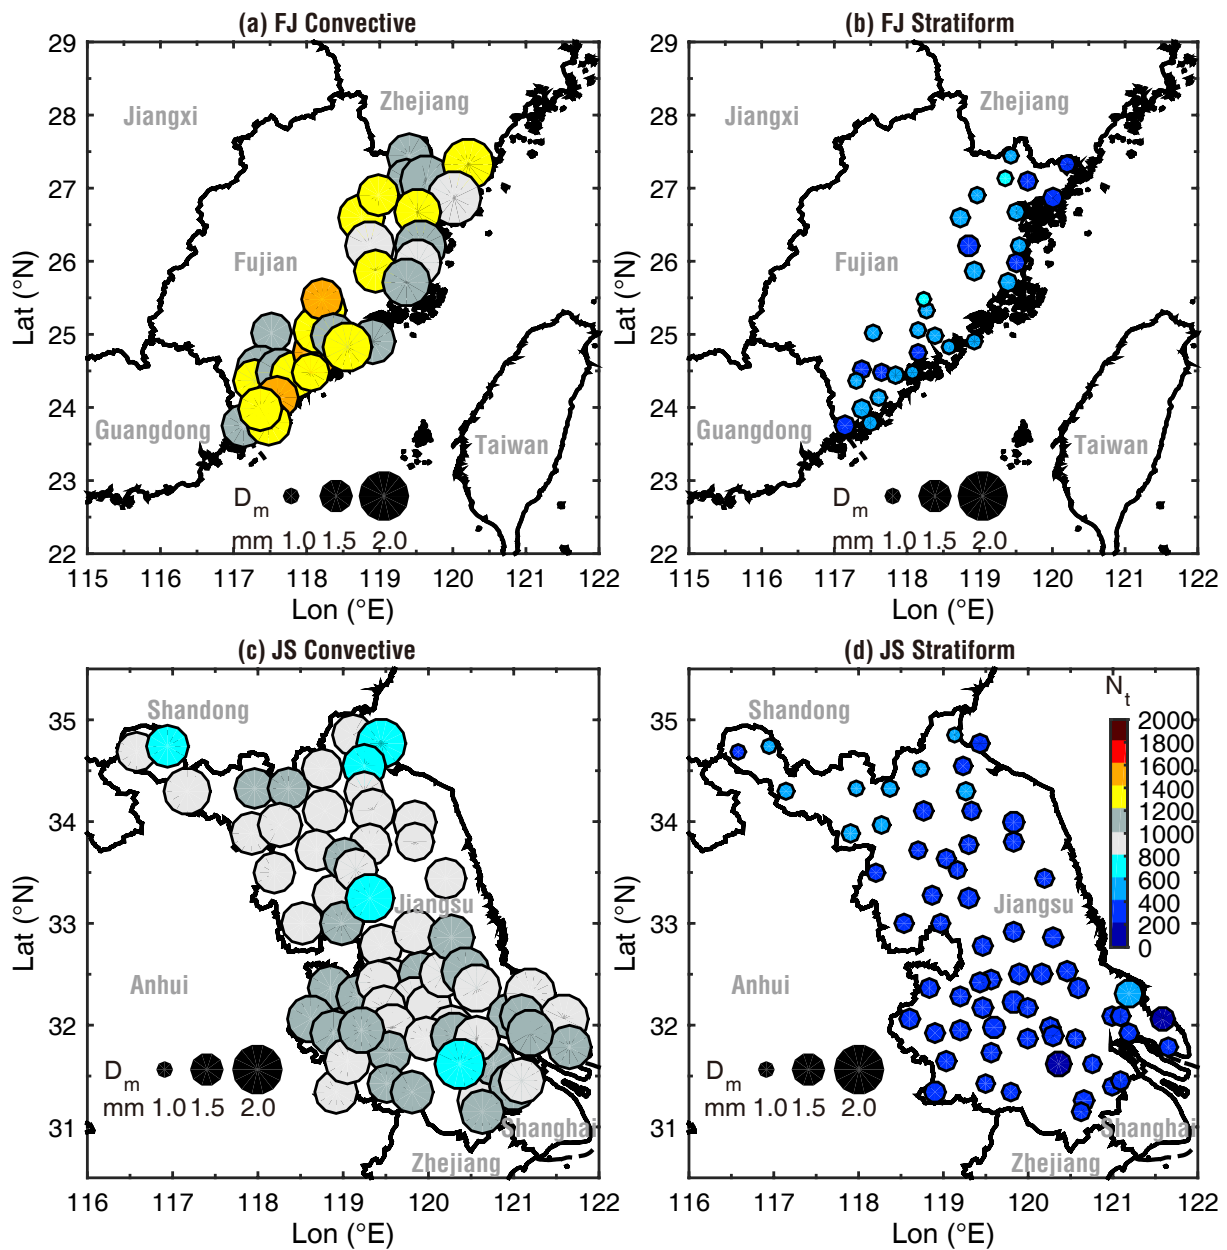 (a) FJ Convective
29
28
27
26
25
24
23
22
Lat (°N)
Jiangxi
Zhejiang
Fujian
Guangdong
Taiwan
Dm
mm 1.0 1.5 2.0
115 116 117 118 119 120 121 122
Lon (°E)
(b) FJ Stratiform
29
28
27
26
25
24
23
22
Lat (°N)
Jiangxi
Zhejiang
Fujian
Guangdong
Taiwan
Dm
mm 1.0 1.5 2.0
115 116 117 118 119 120 121 122
Lon (°E)
(c) JS Convective
35
34
33
32
31
Lat (°N)
Shandong
Jiangsu
Anhui
Dm
mm 1.0 1.5 2.0
Shanghai
Zhejiang
116 117 118 119 120 121 122
Lon (°E)
(d) JS Stratiform
35
34
33
32
31
Lat (°N)
Shandong
Nt
2000
1800
1600
1400
1200
1000
800
600
400
200
0
Jiangsu
Anhui
Dm
mm 1.0 1.5 2.0
Shanghai
Zhejiang
116 117 118 119 120 121 122
Lon (°E)